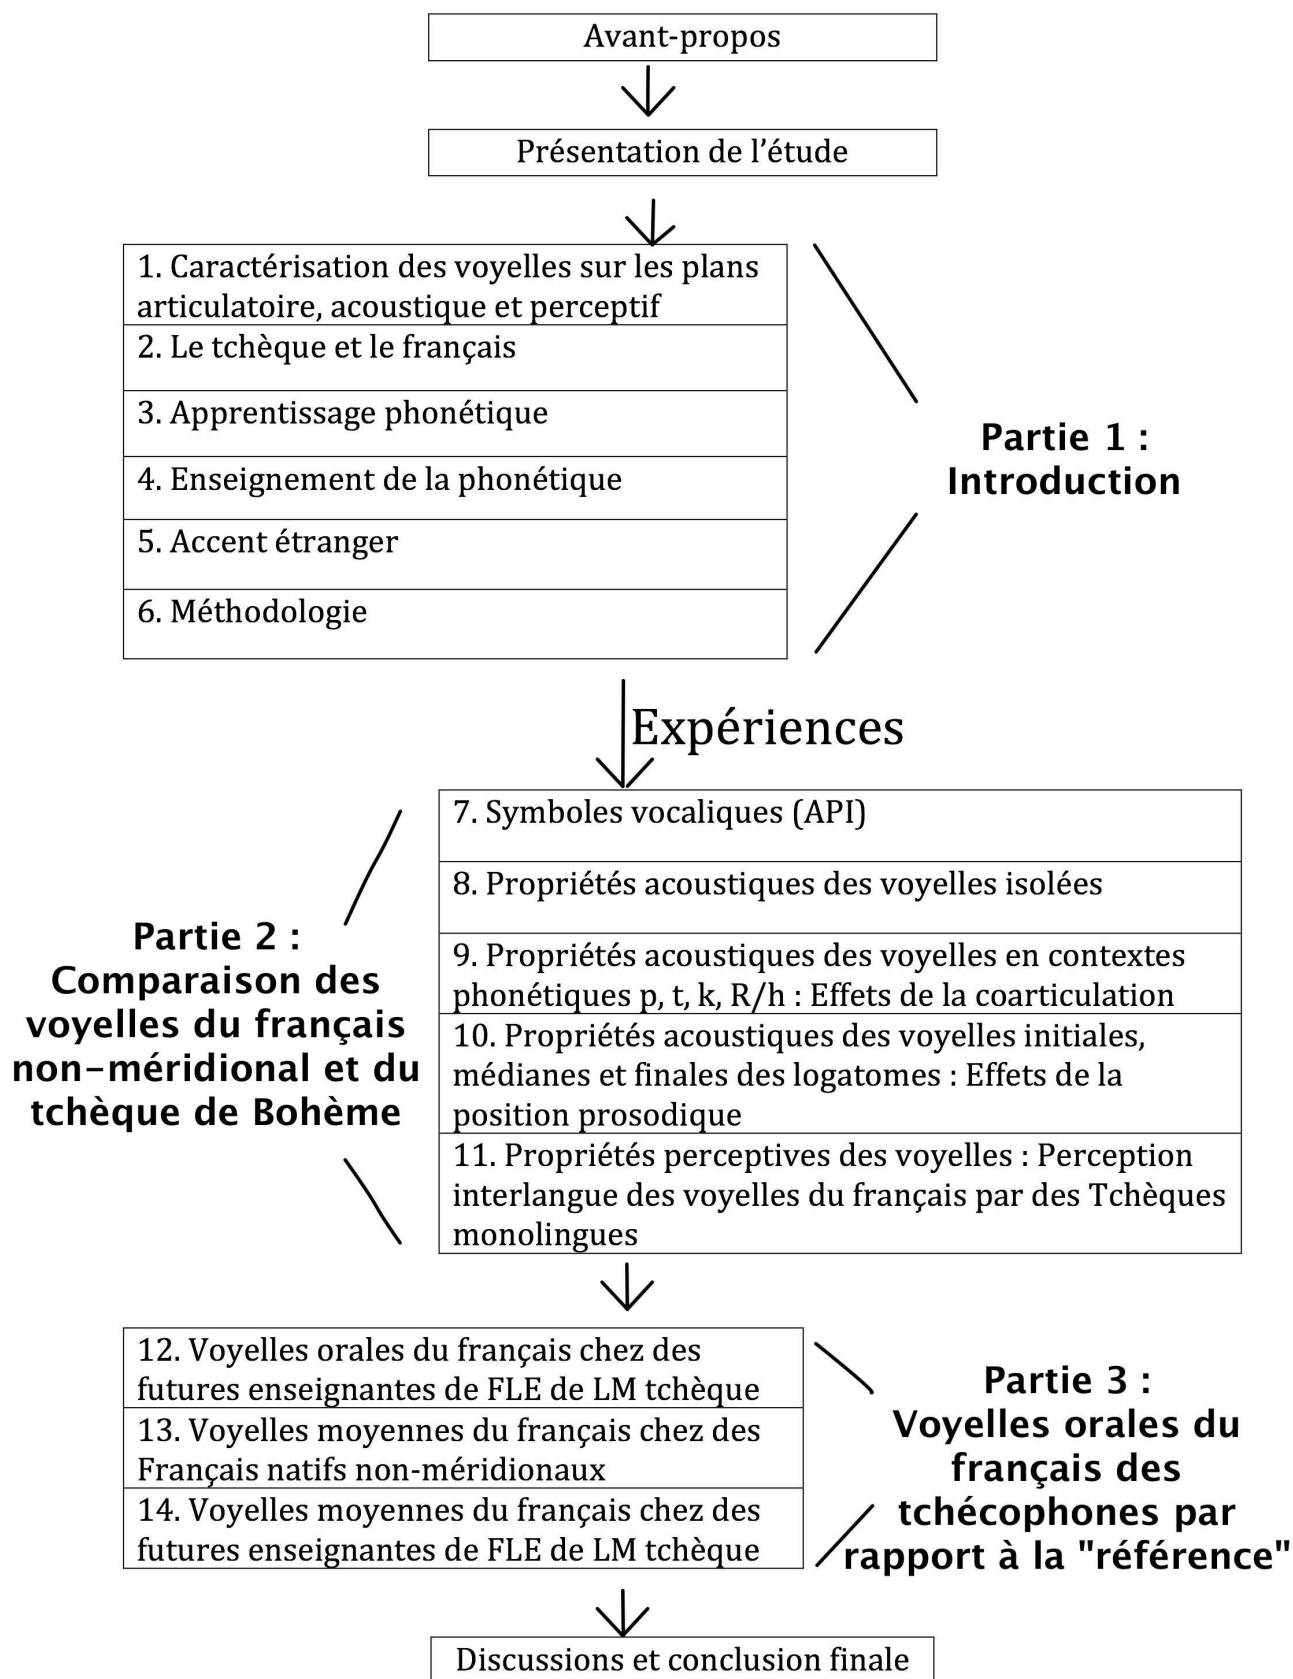 Avant-propos
Présentation de l’étude
1. Caractérisation des voyelles sur les plans
articulatoire, acoustique et perceptif
2. Le tchèque et le français
3. Apprentissage phonétique
4. Enseignement de la phonétique
5. Accent étranger
6. Méthodologie
Partie 1 :
Introduction
Expériences
Partie 2 :
Comparaison des
voyelles du français
non-méridional et du
tchèque de Bohème
7. Symboles vocaliques (API)
8. Propriétés acoustiques des voyelles isolées
9. Propriétés acoustiques des voyelles en contextes
phonétiques p, t, k, R/h : Effets de la coarticulation
10. Propriétés acoustiques des voyelles initiales,
médianes et finales des logatomes : Effets de la
position prosodique
11. Propriétés perceptives des voyelles : Perception
interlangue des voyelles du français par des Tchèques
monolingues
12. Voyelles orales du français chez des
futures enseignantes de FLE de LM tchèque
13. Voyelles moyennes du français chez des
Français natifs non-méridionaux
14. Voyelles moyennes du français chez des
futures enseignantes de FLE de LM tchèque
Partie 3 :
Voyelles orales du
français des
tchécophones par
rapport à la "référence"
Discussions et conclusion finale